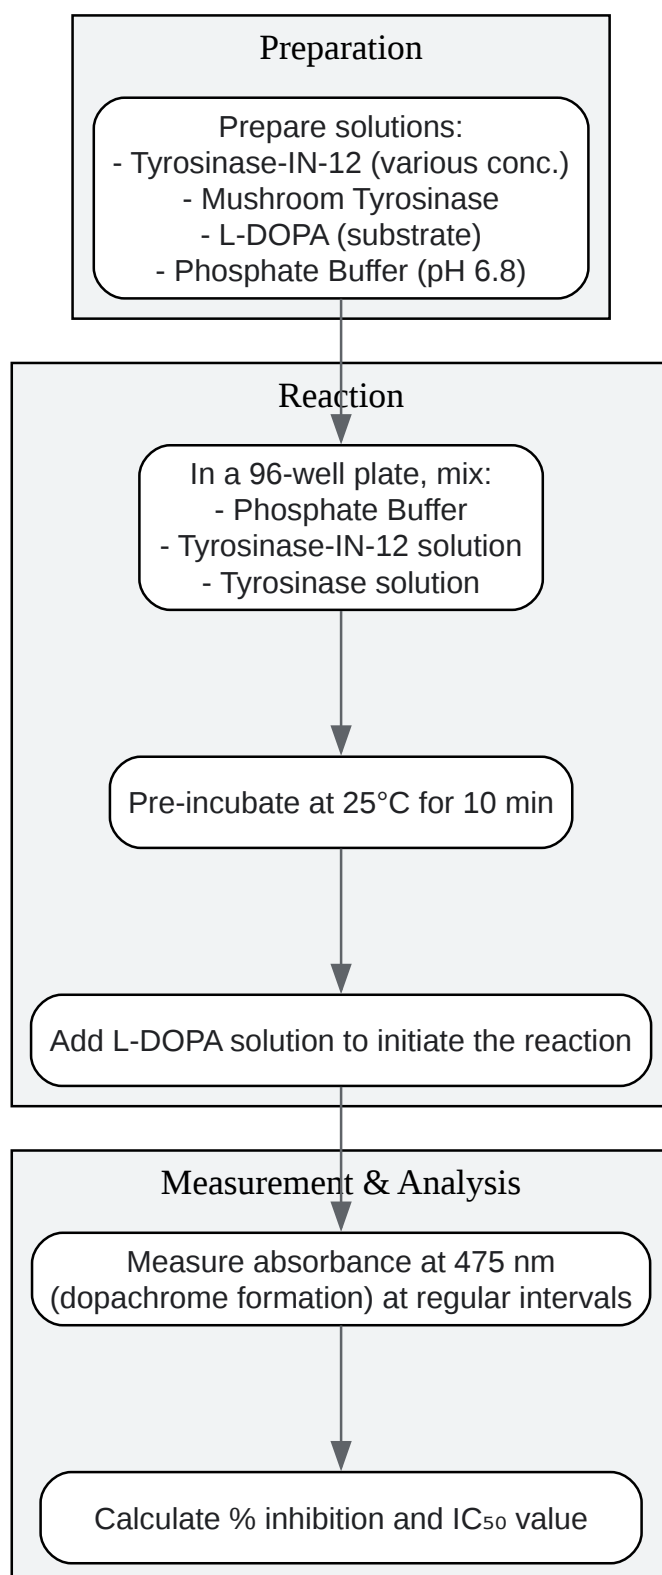 Preparation
Prepare solutions:
- Tyrosinase-IN-12 (various conc.)
- Mushroom Tyrosinase
- L-DOPA (substrate)
- Phosphate Buffer (pH 6.8)
Reaction
In a 96-well plate, mix:
- Phosphate Buffer
- Tyrosinase-IN-12 solution
- Tyrosinase solution
Pre-incubate at 25°C for 10 min
Add L-DOPA solution to initiate the reaction
Measurement & Analysis
Measure absorbance at 475 nm
(dopachrome formation) at regular intervals
Calculate % inhibition and IC₅₀ value